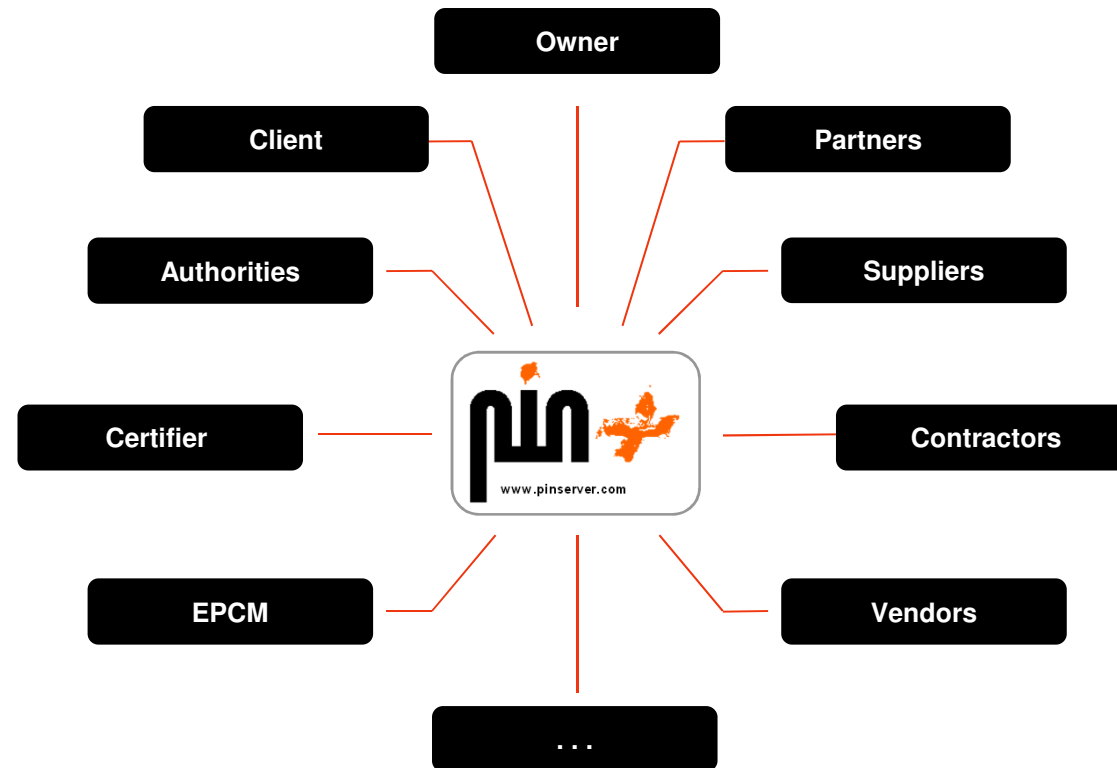 Owner
Client
Partners
Authorities
Suppliers
pin
www.pinserver.com
Certifier
Contractors
EPCM
Vendors
. . .